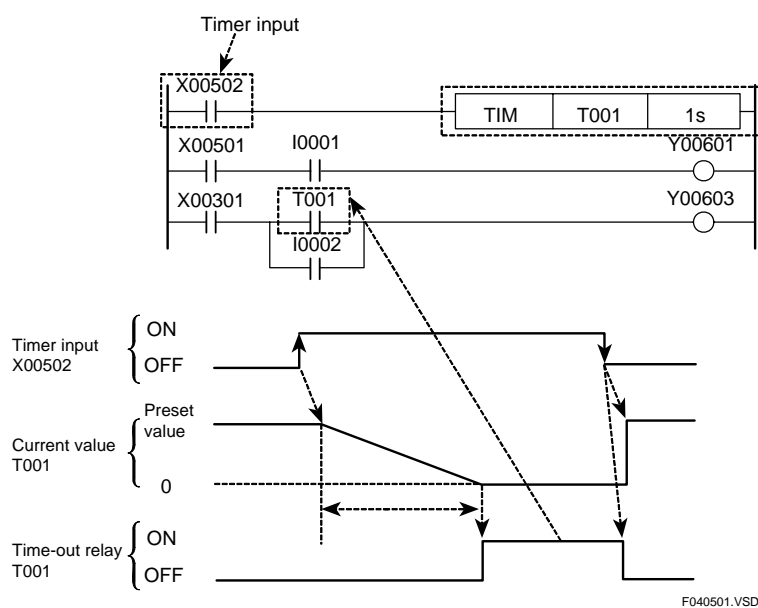 Timer input
X00502
TIM T001 1s
X00501 I0001 Y00601
X00301 T001 Y00603
I0002
Timer input
X00502
ON
OFF
Current value
T001
Preset
value
0
Time-out relay
T001
ON
OFF
F040501.VSD